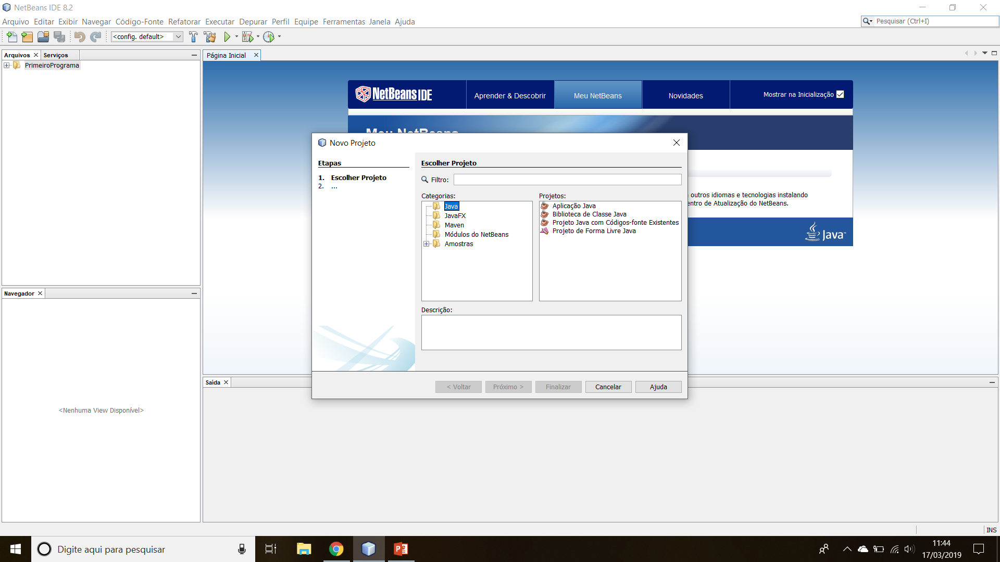 NetBeans IDE 8.2
Arquivo Editar Exibir Navegar Código-Fonte Refatorar Executar Depurar Perfil Equipe Ferramentas Janela Ajuda
Pesquisar (Ctrl+I)
<config. default>
Arquivos Serviços
PrimeiroPrograma
Página Inicial
NetBeans IDE
Aprender & Descobrir
Meu NetBeans
Novidades
Mostrar na Inicialização
Meu NetBeans
outros idiomas e tecnologias instalando
entro de Atualização do NetBeans.
Java™
Novo Projeto
Etapas
1. Escolher Projeto
2. ...
Escolher Projeto
Filtro:
Categorias:
Java
JavaFX
Maven
Módulos do NetBeans
Amostras
Projetos:
Aplicação Java
Biblioteca de Classe Java
Projeto Java com Códigos-fonte Existentes
Projeto de Forma Livre Java
Descrição:
< Voltar
Próximo >
Finalizar
Cancelar
Ajuda
Navegador
<Nenhuma View Disponível>
Saída
INS
Digite aqui para pesquisar
11:44
17/03/2019